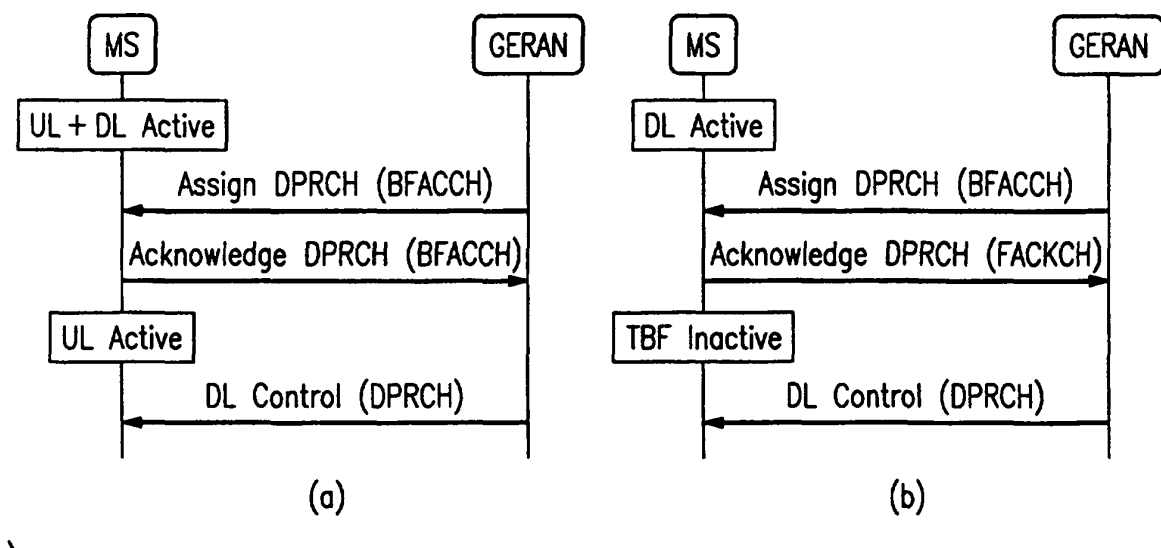 MS
GERAN
UL + DL Active
Assign DPRCH (BFACCH)
Acknowledge DPRCH (BFACCH)
UL Active
DL Control (DPRCH)
(a)
MS
GERAN
DL Active
Assign DPRCH (BFACCH)
Acknowledge DPRCH (FACKCH)
TBF Inactive
DL Control (DPRCH)
(b)
)